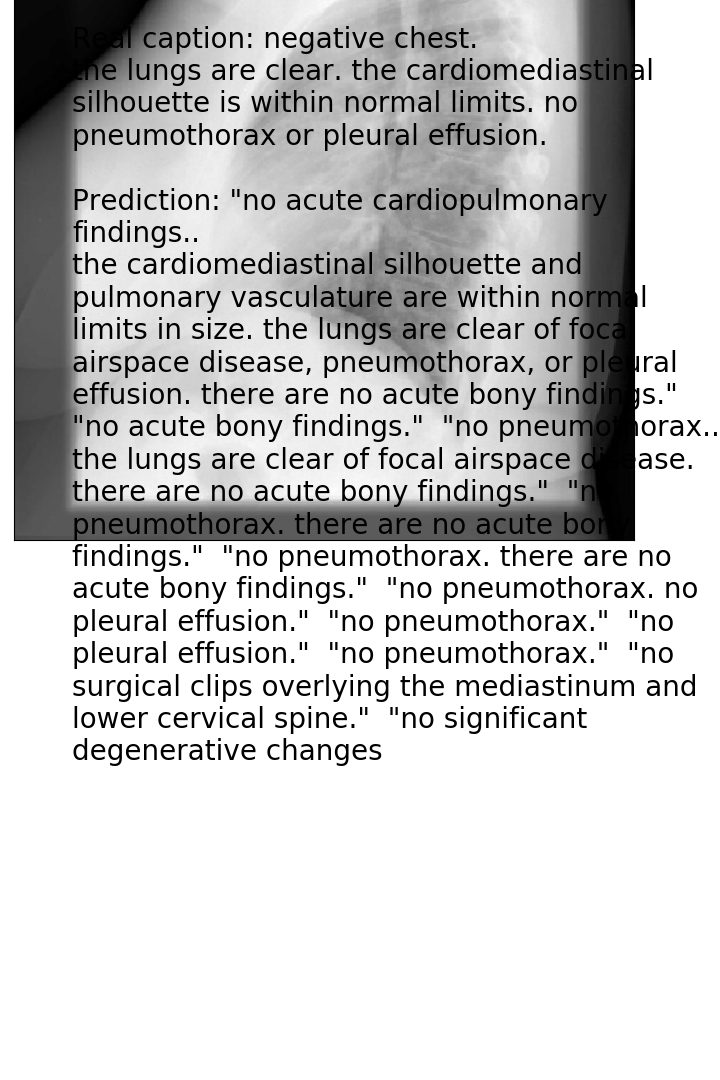 Real caption: negative chest.
the lungs are clear. the cardiomediastinal
silhouette is within normal limits. no
pneumothorax or pleural effusion.
Prediction: "no acute cardiopulmonary
findings..
the cardiomediastinal silhouette and
pulmonary vasculature are within normal
limits in size. the lungs are clear of focal
airspace disease, pneumothorax, or pleural
effusion. there are no acute bony findings."
"no acute bony findings."  "no pneumothorax..
the lungs are clear of focal airspace disease.
there are no acute bony findings."  "no
pneumothorax. there are no acute bony
findings."  "no pneumothorax. there are no
acute bony findings."  "no pneumothorax. no
pleural effusion."  "no pneumothorax."  "no
pleural effusion."  "no pneumothorax."  "no
surgical clips overlying the mediastinum and
lower cervical spine."  "no significant
degenerative changes